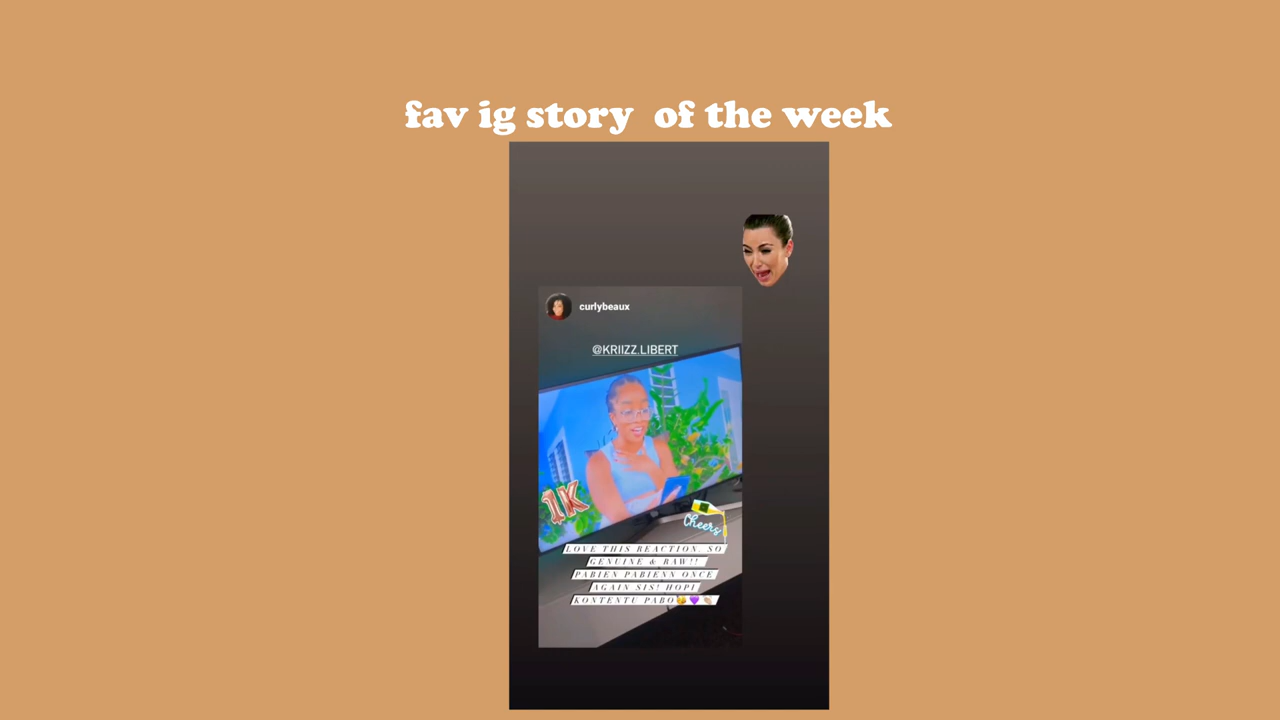 fav ig story of the week
curlybeaux
@KRIIZZ.LIBERT
1K
Cheers
LOVE THIS REACTION. SO
GENUINE & RAW!!
PABIEN PABIENN ONCE
AGAIN SIS! HOPI
KONTENTU PABO🥳💜👏🏼